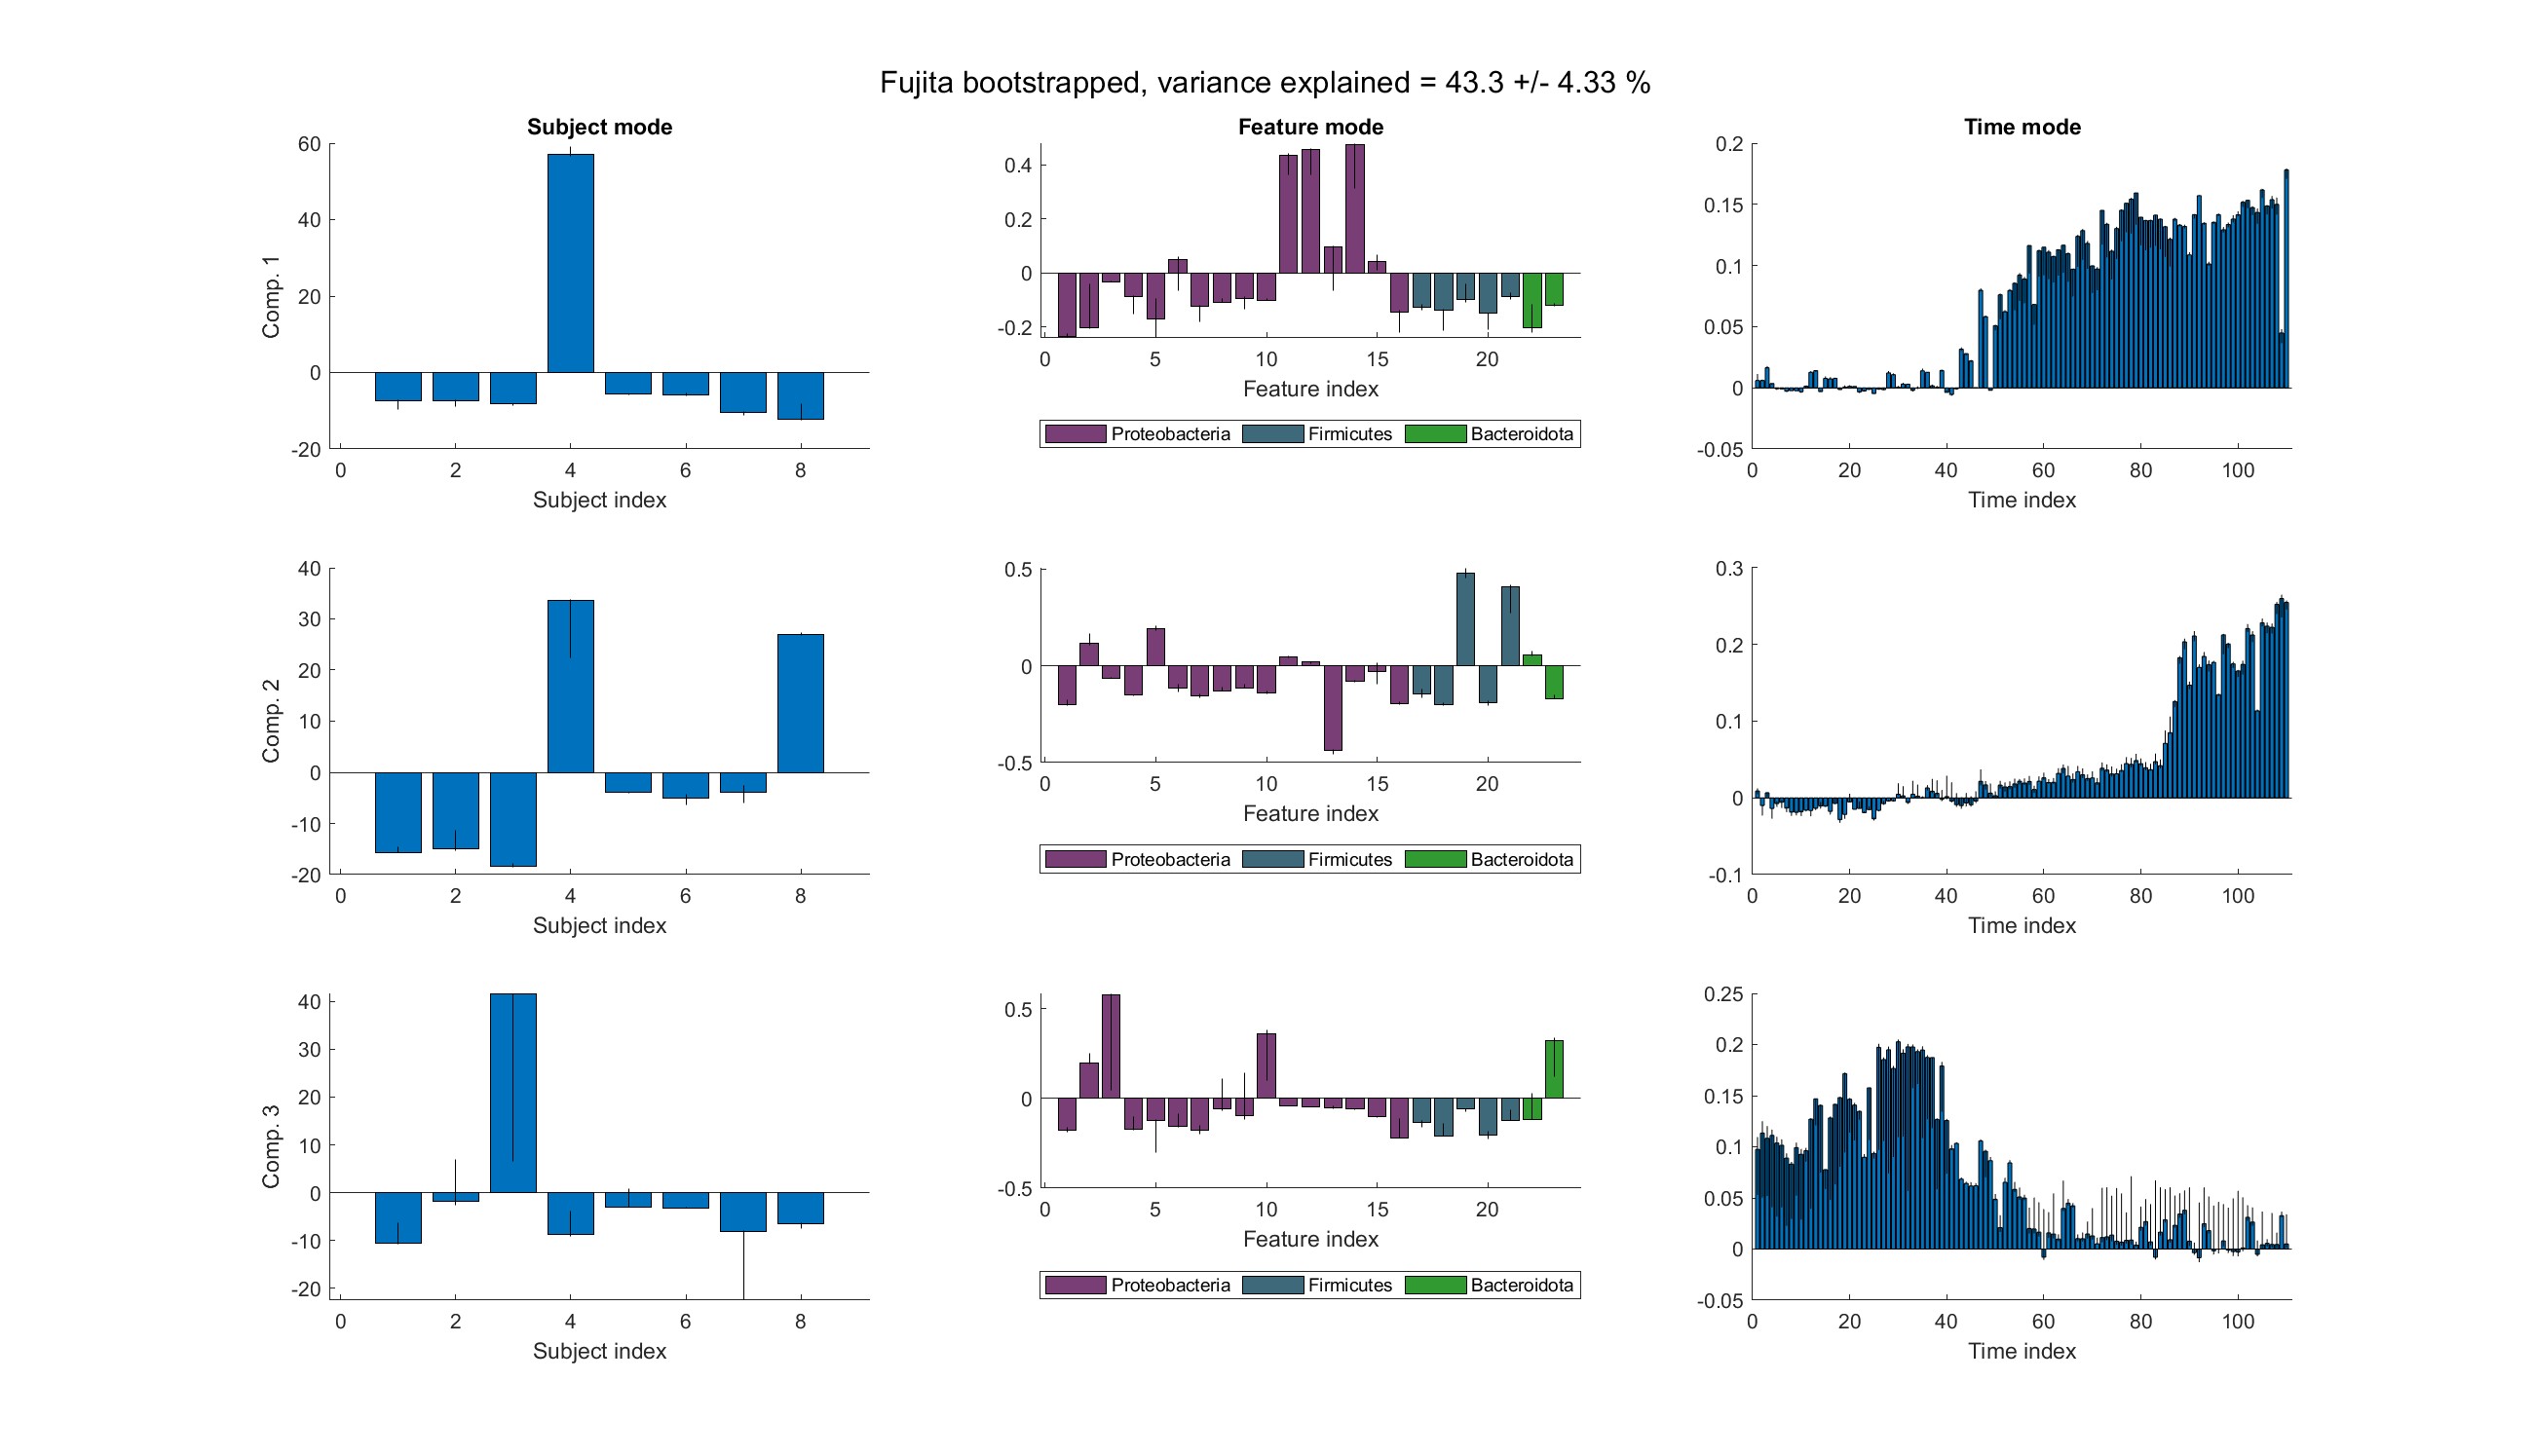 Fujita bootstrapped, variance explained = 43.3 +/- 4.33 %
Subject mode
Feature mode
Time mode
60
40
20
0
-20
Comp. 1
0 2 4 6 8
Subject index
0.4
0.2
0
-0.2
0 5 10 15 20
Feature index
Proteobacteria Firmicutes Bacteroidota
0.2
0.15
0.1
0.05
0
-0.05
0 20 40 60 80 100
Time index
40
30
20
10
0
-10
-20
Comp. 2
0 2 4 6 8
Subject index
0.5
0
-0.5
0 5 10 15 20
Feature index
Proteobacteria Firmicutes Bacteroidota
0.3
0.2
0.1
0
-0.1
0 20 40 60 80 100
Time index
40
30
20
10
0
-10
-20
Comp. 3
0 2 4 6 8
Subject index
0.5
0
-0.5
0 5 10 15 20
Feature index
Proteobacteria Firmicutes Bacteroidota
0.25
0.2
0.15
0.1
0.05
0
-0.05
0 20 40 60 80 100
Time index